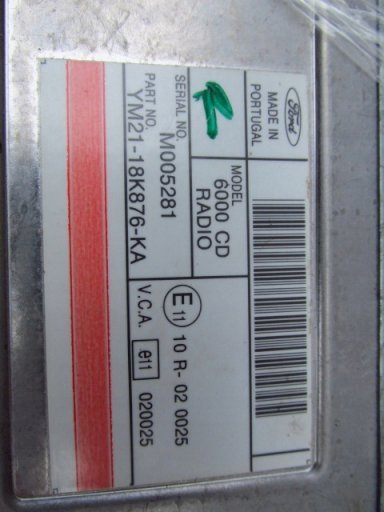 Ford
MADE IN
PORTUGAL
MODEL
6000 CD
RADIO
SERIAL NO.
M005281
PART NO.
YM21-18K876-KA
E 11 10 R- 02 0025
V.C.A. e11 020025